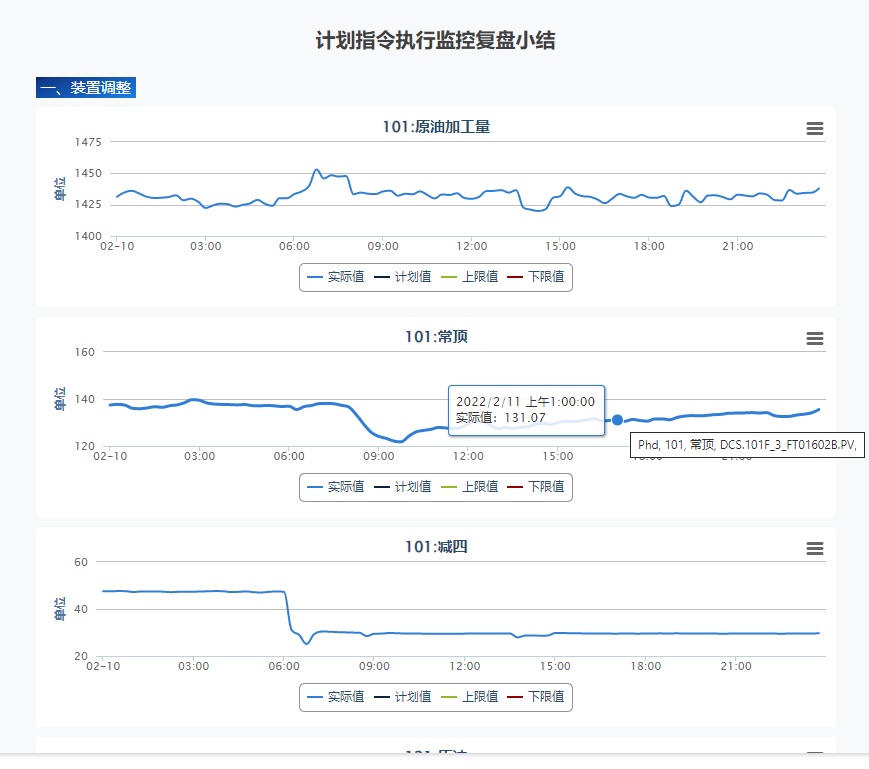 计划指令执行监控复盘小结
一、装置调整
101:原油加工量
单位
1475
1450
1425
1400
02-10 03:00 06:00 09:00 12:00 15:00 18:00 21:00
实际值 计划值 上限值 下限值
101:常顶
单位
160
140
120
2022/2/11 上午1:00:00
实际值: 131.07
Phd, 101, 常顶, DCS.101F_3_FT01602B.PV,
02-10 03:00 06:00 09:00 12:00 15:00 18:00 21:00
实际值 计划值 上限值 下限值
101:减四
单位
60
40
20
02-10 03:00 06:00 09:00 12:00 15:00 18:00 21:00
实际值 计划值 上限值 下限值